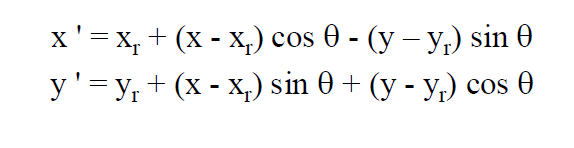 x ' = xᵣ + (x - xᵣ) cos θ - (y – yᵣ) sin θ
y ' = yᵣ + (x - xᵣ) sin θ + (y - yᵣ) cos θ